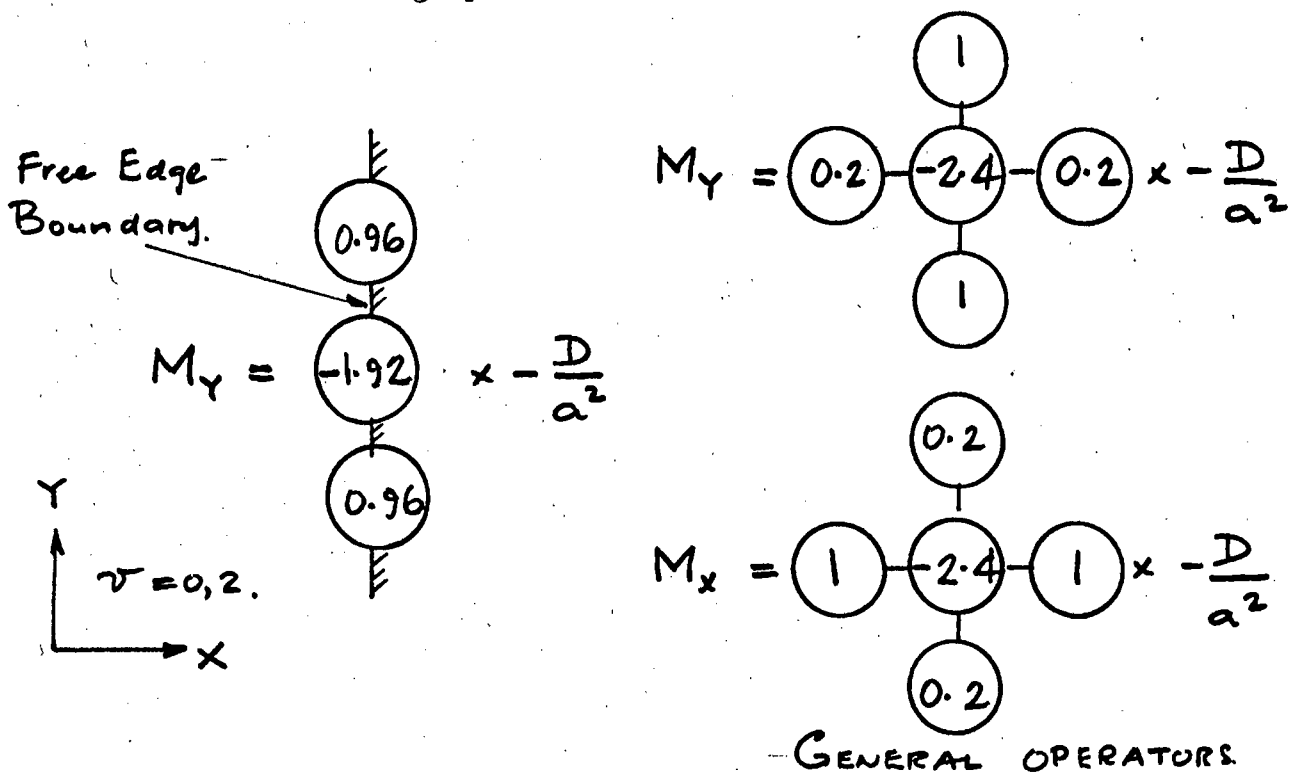 Free Edge
Boundary.
0.96
-1.92
0.96
M_Y = x - D/a²
Y
X
ν = 0,2.
M_Y = 0.2 - -2.4 - 0.2 x - D/a²
1
1
0.2
M_x = 1 - -2.4 - 1 x - D/a²
0.2
GENERAL OPERATORS